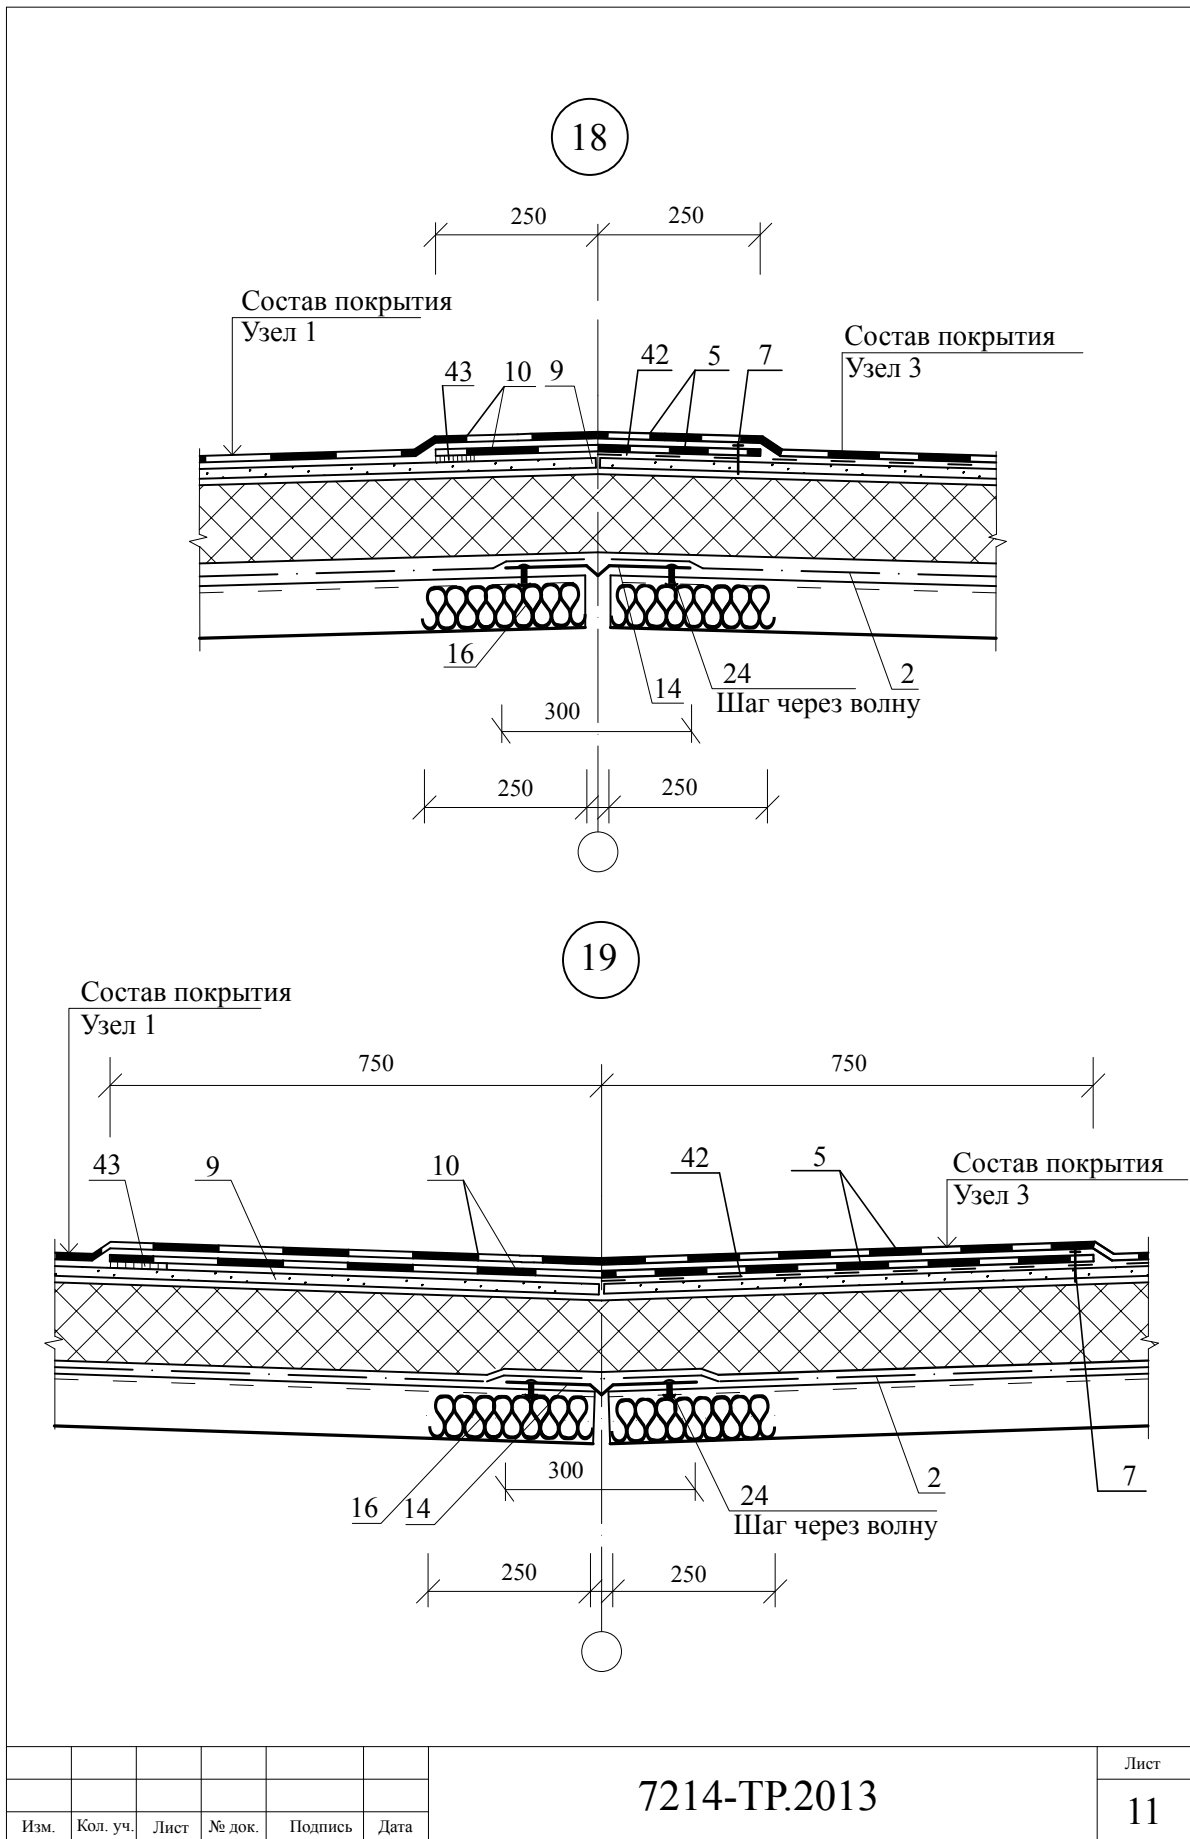 18
250
250
Состав покрытия
Узел 1
Состав покрытия
Узел 3
43
10
9
42
5
7
16
14
24
Шаг через волну
2
300
250
250
19
Состав покрытия
Узел 1
750
750
43
9
10
42
5
Состав покрытия
Узел 3
16
14
300
24
Шаг через волну
2
7
250
250
Изм.
Кол. уч.
Лист
№ док.
Подпись
Дата
7214-ТР.2013
Лист
11